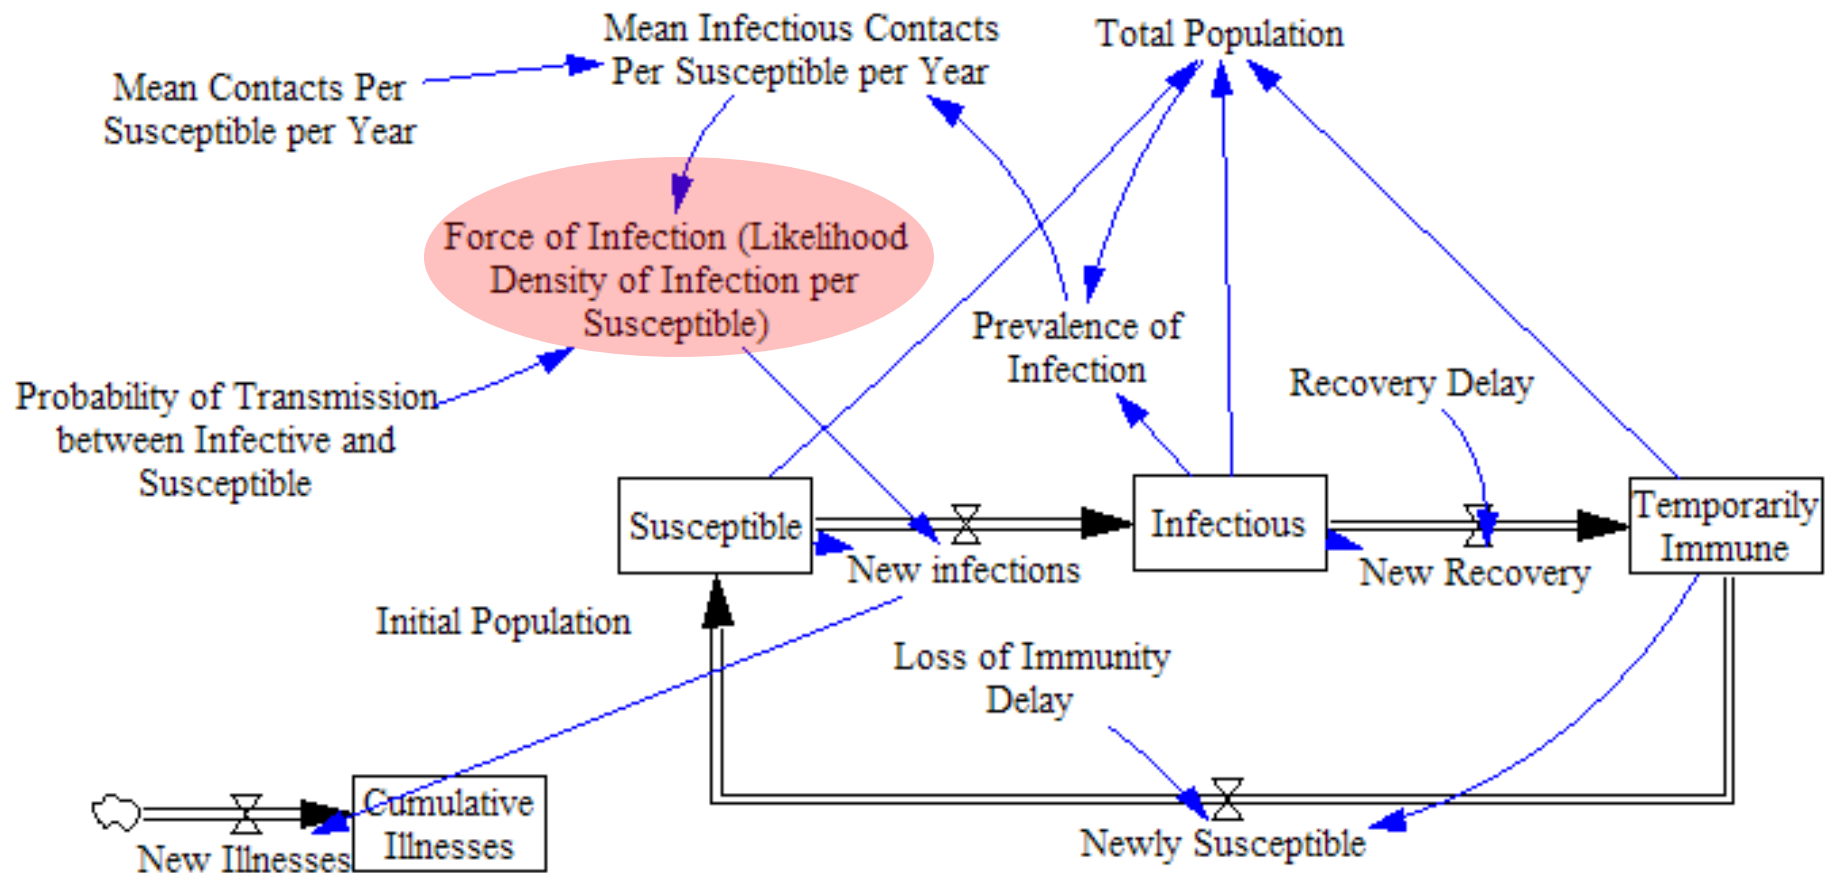 Mean Infectious Contacts
Per Susceptible per Year
Total Population
Mean Contacts Per
Susceptible per Year
Force of Infection (Likelihood
Density of Infection per
Susceptible)
Prevalence of
Infection
Recovery Delay
Probability of Transmission
between Infective and
Susceptible
Susceptible
Infectious
Temporarily
Immune
New infections
New Recovery
Initial Population
Loss of Immunity
Delay
Cumulative
Illnesses
New Illnesses
Newly Susceptible